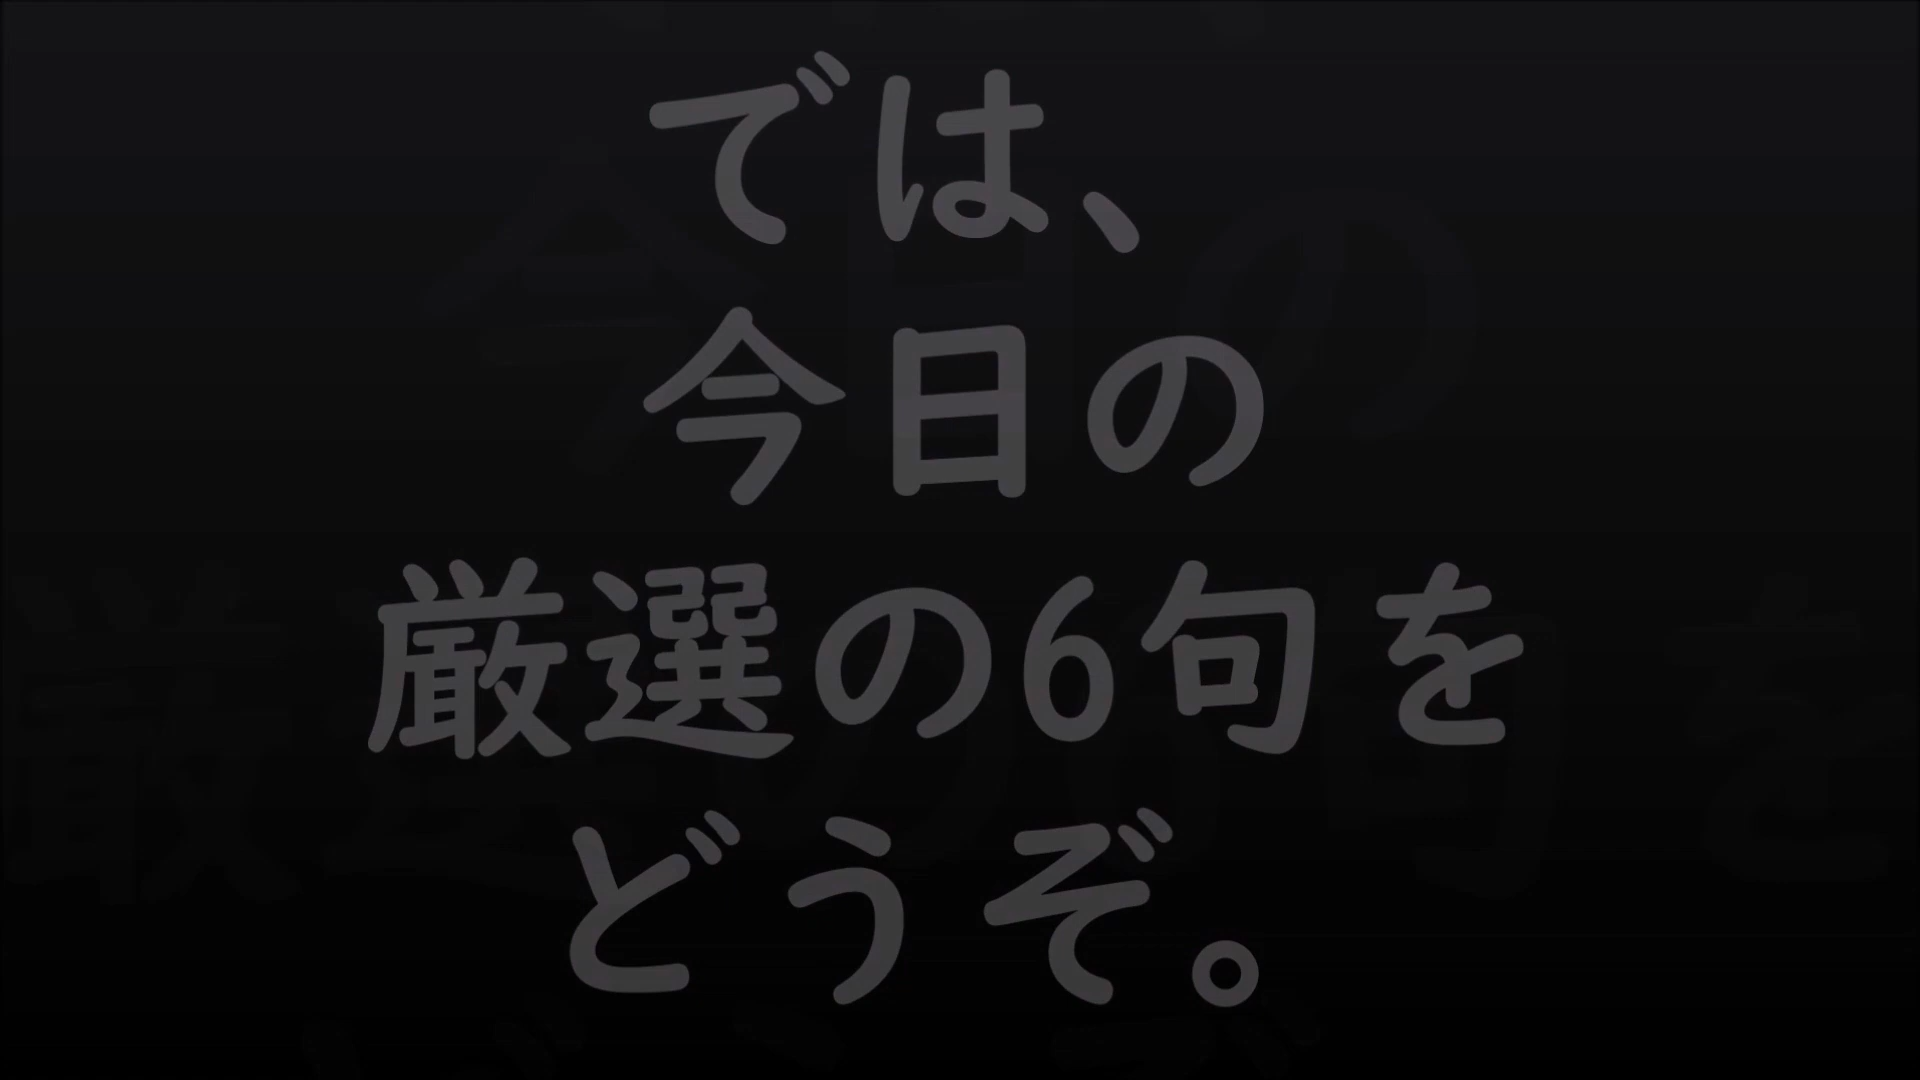 では、
今日の
厳選の6句を
どうぞ。